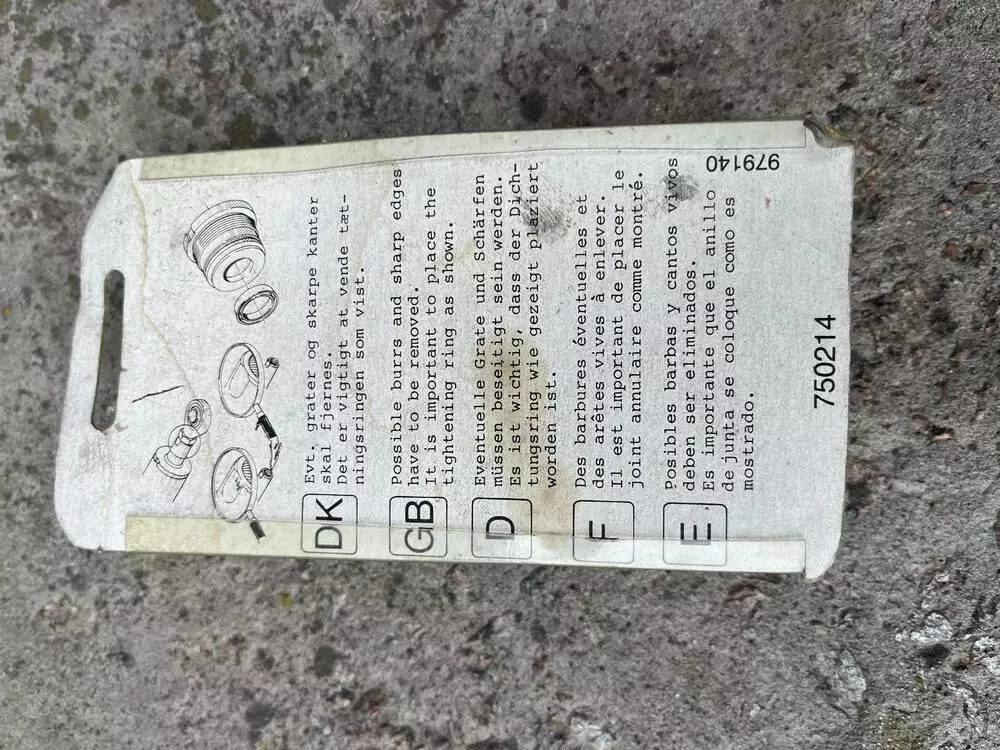 DK
Evt. grater og skarpe kanter
skal fjernes.
Det er vigtigt at vende tæt-
ningsringen som vist.
GB
Possible burrs and sharp edges
have to be removed.
It is important to place the
tightening ring as shown.
D
Eventuelle Grate und Schärfen
müssen beseitigt sein werden.
Es ist wichtig, dass der Dich-
tungsring wie gezeigt plaziert
worden ist.
F
Des barbures éventuelles et
des arêtes vives à enlever.
Il est important de placer le
joint annulaire comme montré.
E
Posibles barbas y cantos vivos
deben ser eliminados.
Es importante que el anillo
de junta se coloque como es
mostrado.
979140
750214